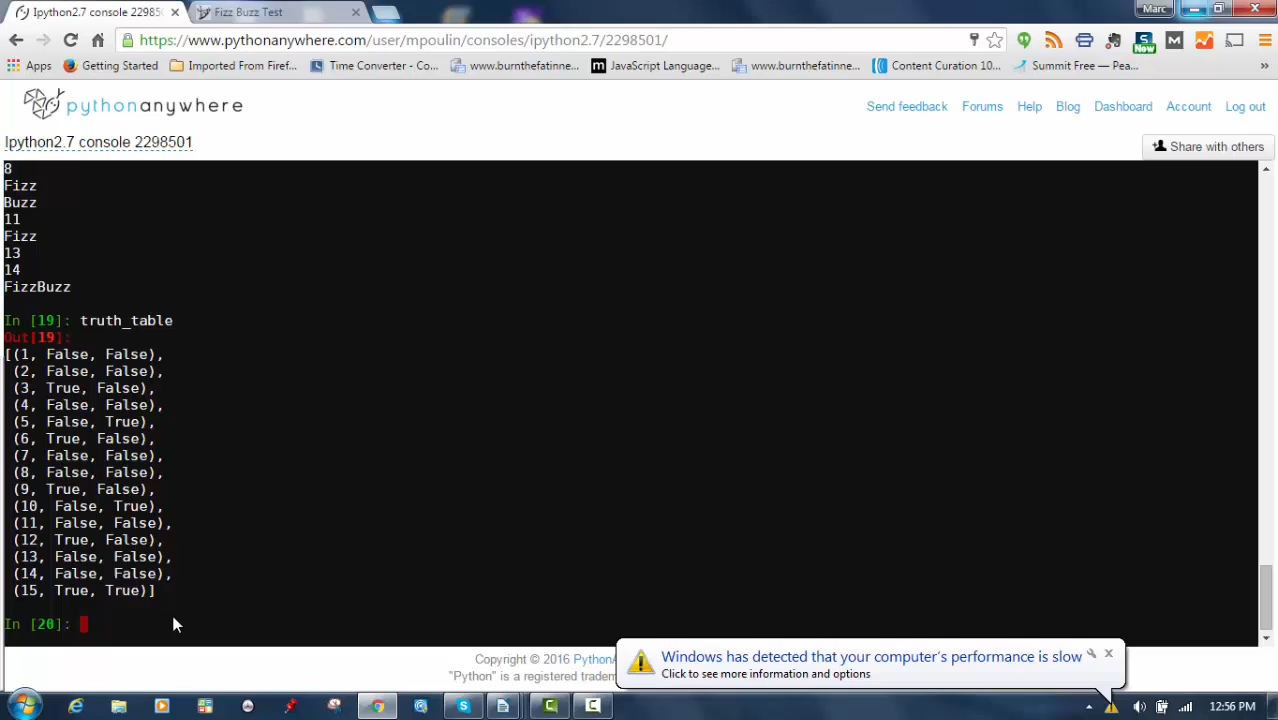 Ipython2.7 console 22985
Fizz Buzz Test
Marc
https://www.pythonanywhere.com/user/mpoulin/consoles/ipython2.7/2298501/
New
Apps
Getting Started
Imported From Firef...
Time Converter - Co...
www.burnthefatinne...
JavaScript Language...
www.burnthefatinne...
Content Curation 10...
Summit Free — Pea...
»
pythonanywhere
Send feedback Forums Help Blog Dashboard Account Log out
Ipython2.7 console 2298501
Share with others
8
Fizz
Buzz
11
Fizz
13
14
FizzBuzz
In [19]: truth_table
Out[19]:
[(1, False, False),
(2, False, False),
(3, True, False),
(4, False, False),
(5, False, True),
(6, True, False),
(7, False, False),
(8, False, False),
(9, True, False),
(10, False, True),
(11, False, False),
(12, True, False),
(13, False, False),
(14, False, False),
(15, True, True)]
In [20]:
Copyright © 2016 Python
"Python" is a registered tradem
Windows has detected that your computer's performance is slow
Click to see more information and options
12:56 PM